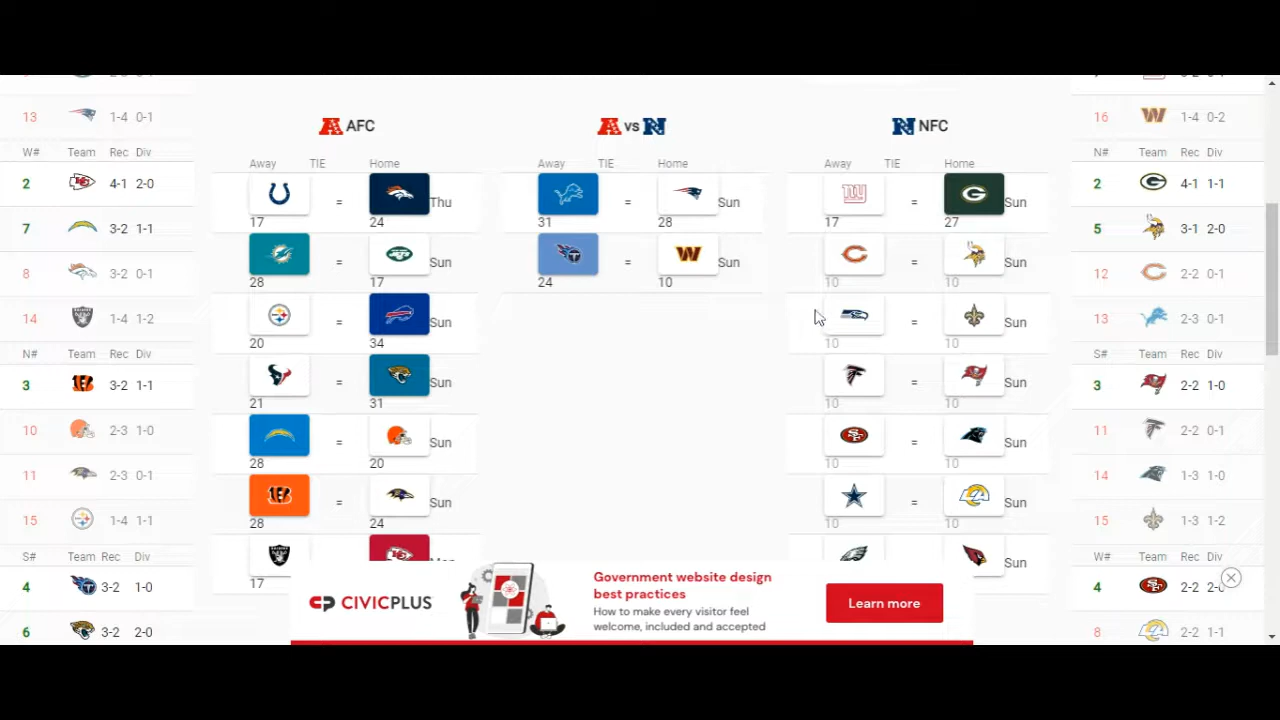 13 1-4 0-1
W# Team Rec Div
2 4-1 2-0
7 3-2 1-1
8 3-2 0-1
14 1-4 1-2
N# Team Rec Div
3 3-2 1-1
10 2-3 1-0
11 2-3 0-1
15 1-4 1-1
S# Team Rec Div
4 3-2 1-0
6 3-2 2-0
AFC
Away TIE Home
= Thu
17 24
= Sun
28 17
= Sun
20 34
= Sun
21 31
= Sun
28 20
= Sun
28 24
17
A vs N
Away TIE Home
= Sun
31 28
= Sun
24 10
NFC
Away TIE Home
NY = G Sun
17 27
= Sun
10 10
= Sun
10 10
= Sun
10 10
= Sun
10 10
= Sun
10 10
= Sun
16 1-4 0-2
N# Team Rec Div
2 4-1 1-1
5 3-1 2-0
12 2-2 0-1
13 2-3 0-1
S# Team Rec Div
3 2-2 1-0
11 2-2 0-1
14 1-3 1-0
15 1-3 1-2
W# Team Rec Div
4 2-2
8 2-2 1-1
CIVICPLUS
Government website design
best practices
How to make every visitor feel
welcome, included and accepted
Learn more